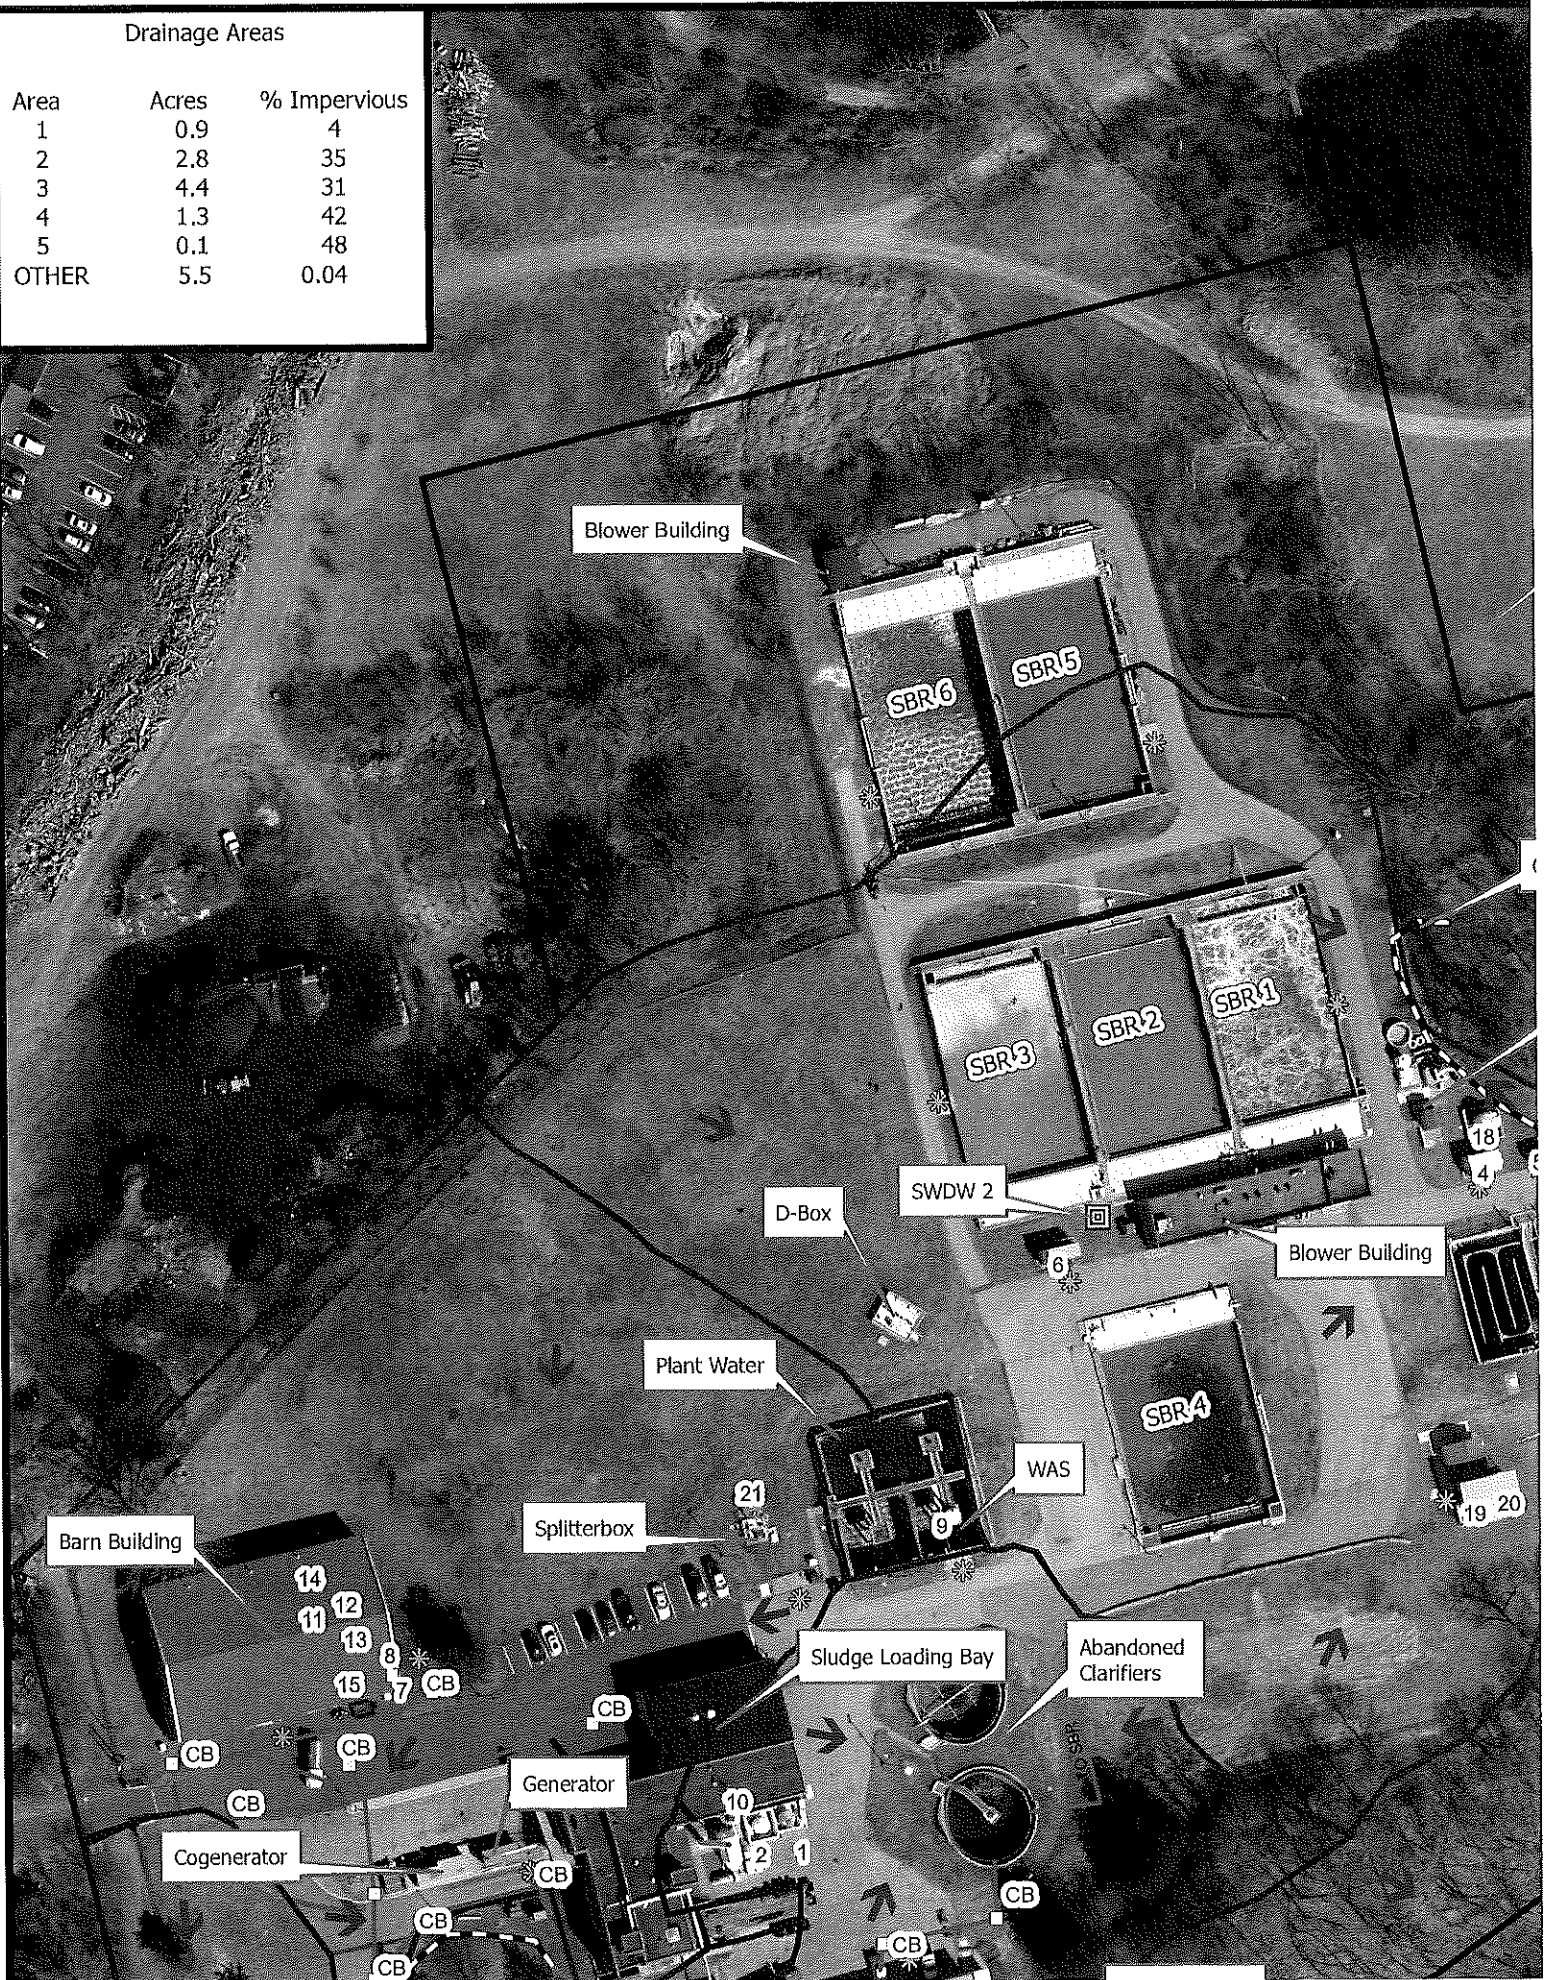 Drainage Areas
Area Acres % Impervious
1 0.9 4
2 2.8 35
3 4.4 31
4 1.3 42
5 0.1 48
OTHER 5.5 0.04
Blower Building
SBR 5
SBR 6
SBR 1
SBR 2
SBR 3
18
4
SWDW 2
D-Box
Blower Building
6
Plant Water
SBR 4
WAS
21
Splitterbox
9
19 20
Barn Building
14
12
11
13
8
Sludge Loading Bay
Abandoned
Clarifiers
15
7
CB
CB
CB
CB
SBR
Generator
CB
10
Cogenerator
2
1
CB
CB
CB
CB
CB